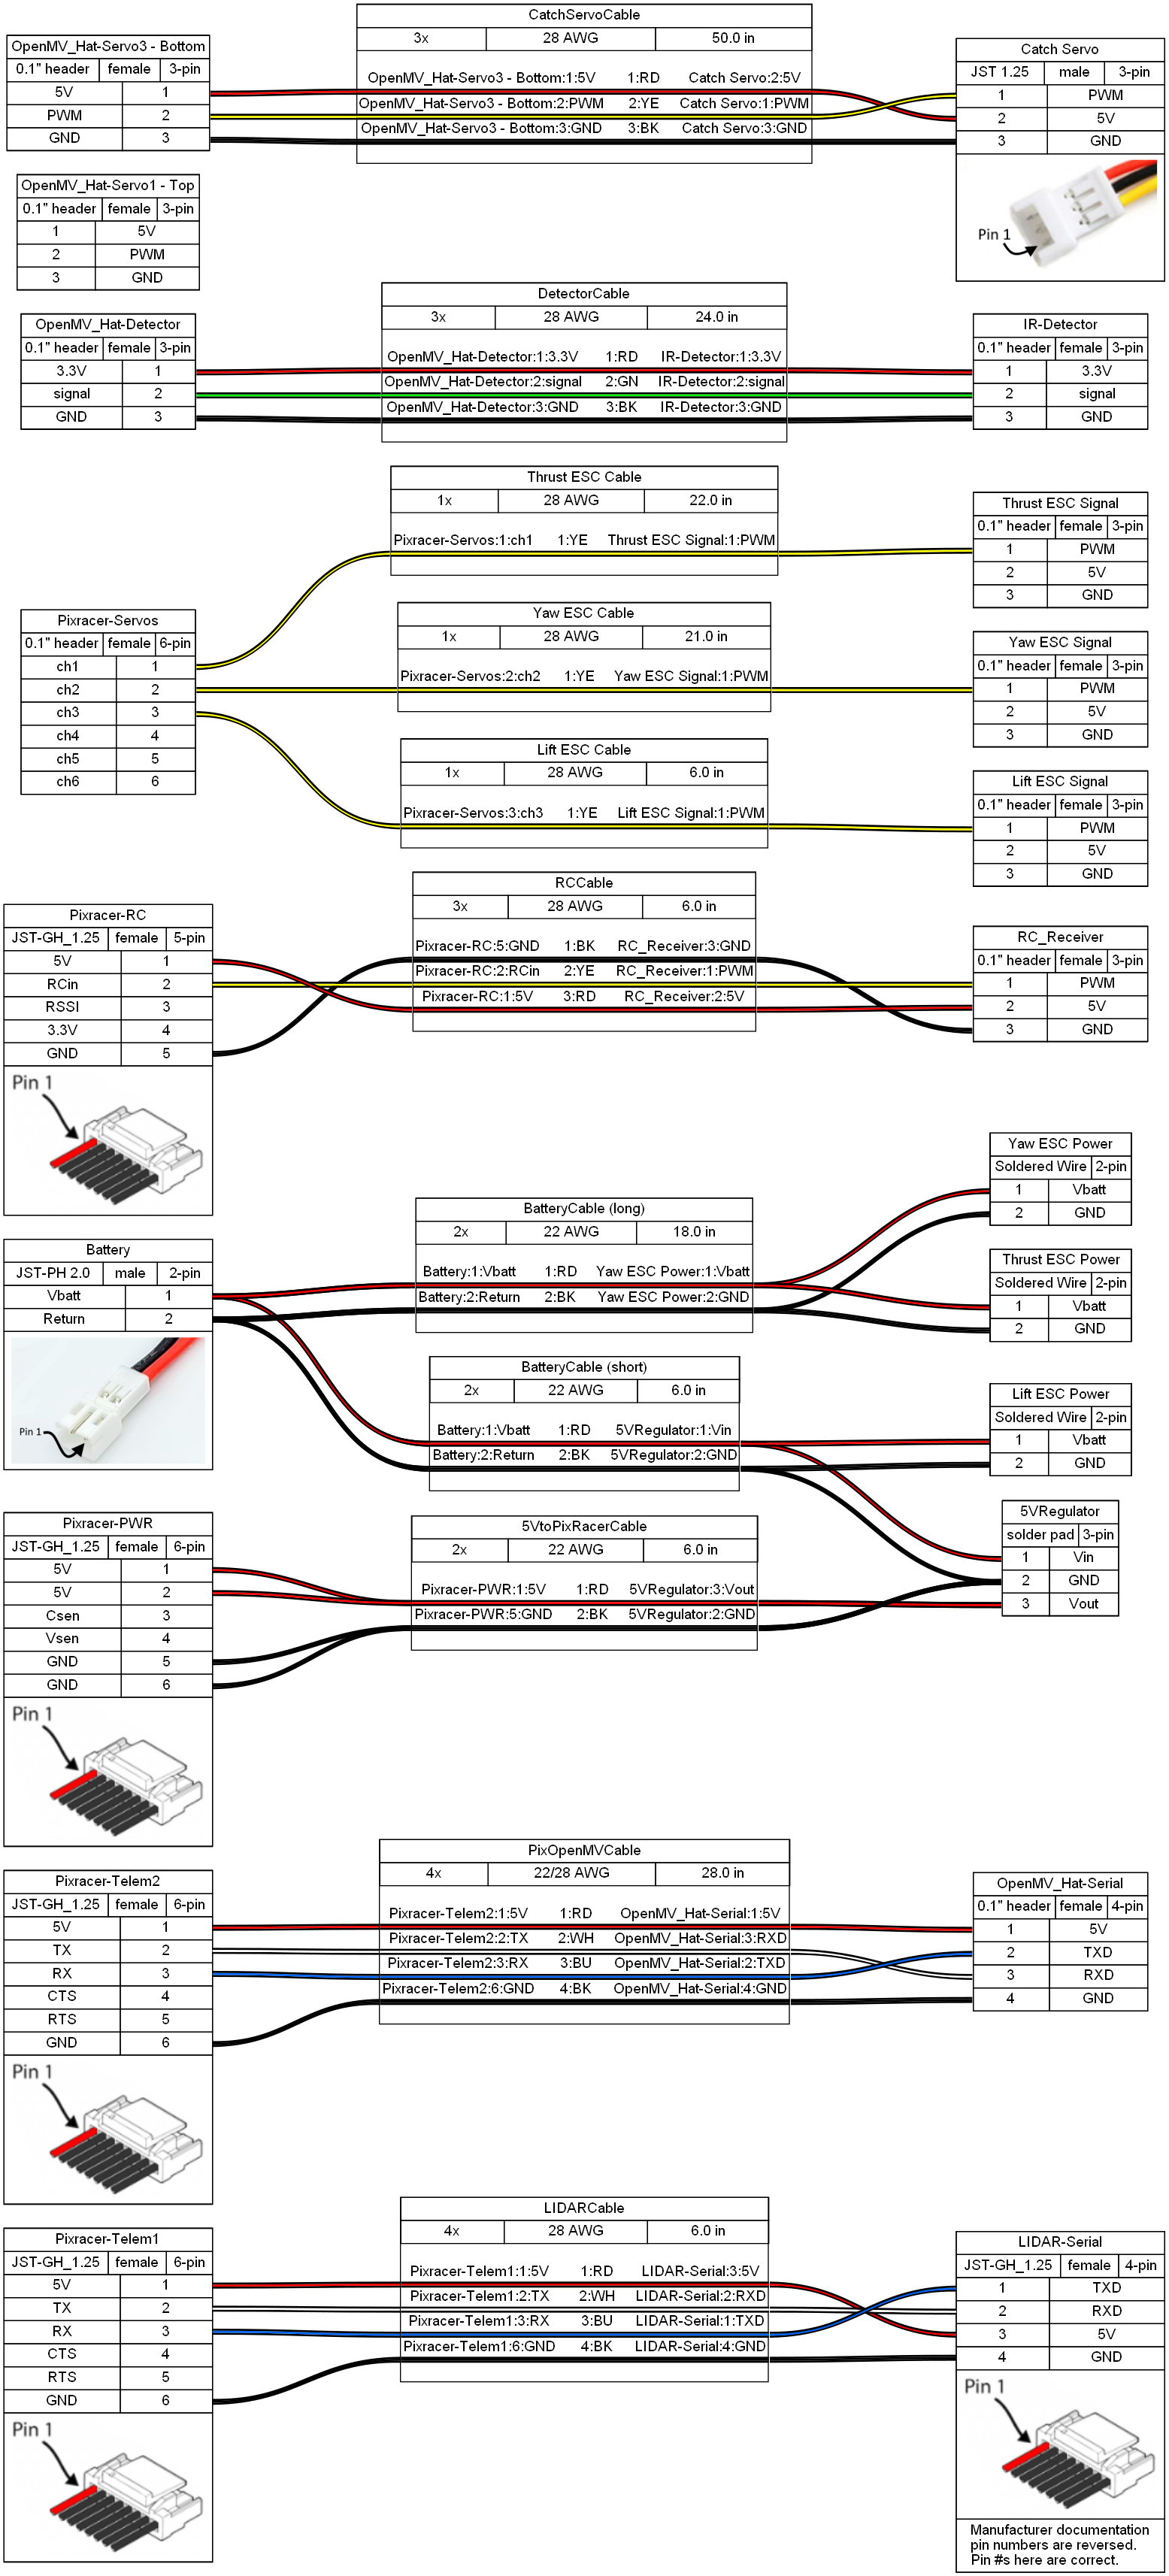 CatchServoCable
3x 28 AWG 50.0 in
OpenMV_Hat-Servo3 - Bottom:1:5V 1:RD Catch Servo:2:5V
OpenMV_Hat-Servo3 - Bottom:2:PWM 2:YE Catch Servo:1:PWM
OpenMV_Hat-Servo3 - Bottom:3:GND 3:BK Catch Servo:3:GND
OpenMV_Hat-Servo3 - Bottom
0.1" header female 3-pin
5V 1
PWM 2
GND 3
Catch Servo
JST 1.25 male 3-pin
1 PWM
2 5V
3 GND
Pin 1
OpenMV_Hat-Servo1 - Top
0.1" header female 3-pin
1 5V
2 PWM
3 GND
DetectorCable
3x 28 AWG 24.0 in
OpenMV_Hat-Detector:1:3.3V 1:RD IR-Detector:1:3.3V
OpenMV_Hat-Detector:2:signal 2:GN IR-Detector:2:signal
OpenMV_Hat-Detector:3:GND 3:BK IR-Detector:3:GND
OpenMV_Hat-Detector
0.1" header female 3-pin
3.3V 1
signal 2
GND 3
IR-Detector
0.1" header female 3-pin
1 3.3V
2 signal
3 GND
Thrust ESC Cable
1x 28 AWG 22.0 in
Pixracer-Servos:1:ch1 1:YE Thrust ESC Signal:1:PWM
Thrust ESC Signal
0.1" header female 3-pin
1 PWM
2 5V
3 GND
Pixracer-Servos
0.1" header female 6-pin
ch1 1
ch2 2
ch3 3
ch4 4
ch5 5
ch6 6
Yaw ESC Cable
1x 28 AWG 21.0 in
Pixracer-Servos:2:ch2 1:YE Yaw ESC Signal:1:PWM
Yaw ESC Signal
0.1" header female 3-pin
1 PWM
2 5V
3 GND
Lift ESC Cable
1x 28 AWG 6.0 in
Pixracer-Servos:3:ch3 1:YE Lift ESC Signal:1:PWM
Lift ESC Signal
0.1" header female 3-pin
1 PWM
2 5V
3 GND
RCCable
3x 28 AWG 6.0 in
Pixracer-RC:5:GND 1:BK RC_Receiver:3:GND
Pixracer-RC:2:RCin 2:YE RC_Receiver:1:PWM
Pixracer-RC:1:5V 3:RD RC_Receiver:2:5V
Pixracer-RC
JST-GH_1.25 female 5-pin
5V 1
RCin 2
RSSI 3
3.3V 4
GND 5
Pin 1
RC_Receiver
0.1" header female 3-pin
1 PWM
2 5V
3 GND
Yaw ESC Power
Soldered Wire 2-pin
1 Vbatt
2 GND
BatteryCable (long)
2x 22 AWG 18.0 in
Battery:1:Vbatt 1:RD Yaw ESC Power:1:Vbatt
Battery:2:Return 2:BK Yaw ESC Power:2:GND
Battery
JST-PH 2.0 male 2-pin
Vbatt 1
Return 2
Pin 1
Thrust ESC Power
Soldered Wire 2-pin
1 Vbatt
2 GND
BatteryCable (short)
2x 22 AWG 6.0 in
Battery:1:Vbatt 1:RD 5VRegulator:1:Vin
Battery:2:Return 2:BK 5VRegulator:2:GND
Lift ESC Power
Soldered Wire 2-pin
1 Vbatt
2 GND
5VRegulator
solder pad 3-pin
1 Vin
2 GND
3 Vout
Pixracer-PWR
JST-GH_1.25 female 6-pin
5V 1
5V 2
Csen 3
Vsen 4
GND 5
GND 6
Pin 1
5VtoPixRacerCable
2x 22 AWG 6.0 in
Pixracer-PWR:1:5V 1:RD 5VRegulator:3:Vout
Pixracer-PWR:5:GND 2:BK 5VRegulator:2:GND
PixOpenMVCable
4x 22/28 AWG 28.0 in
Pixracer-Telem2:1:5V 1:RD OpenMV_Hat-Serial:1:5V
Pixracer-Telem2:2:TX 2:WH OpenMV_Hat-Serial:3:RXD
Pixracer-Telem2:3:RX 3:BU OpenMV_Hat-Serial:2:TXD
Pixracer-Telem2:6:GND 4:BK OpenMV_Hat-Serial:4:GND
Pixracer-Telem2
JST-GH_1.25 female 6-pin
5V 1
TX 2
RX 3
CTS 4
RTS 5
GND 6
Pin 1
OpenMV_Hat-Serial
0.1" header female 4-pin
1 5V
2 TXD
3 RXD
4 GND
LIDARCable
4x 28 AWG 6.0 in
Pixracer-Telem1:1:5V 1:RD LIDAR-Serial:3:5V
Pixracer-Telem1:2:TX 2:WH LIDAR-Serial:2:RXD
Pixracer-Telem1:3:RX 3:BU LIDAR-Serial:1:TXD
Pixracer-Telem1:6:GND 4:BK LIDAR-Serial:4:GND
Pixracer-Telem1
JST-GH_1.25 female 6-pin
5V 1
TX 2
RX 3
CTS 4
RTS 5
GND 6
Pin 1
LIDAR-Serial
JST-GH_1.25 female 4-pin
1 TXD
2 RXD
3 5V
4 GND
Pin 1
Manufacturer documentation
pin numbers are reversed.
Pin #s here are correct.